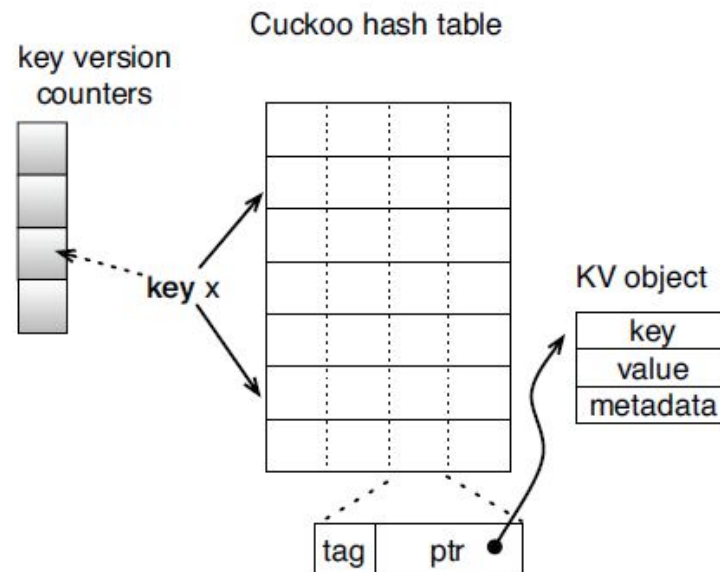 Cuckoo hash table
key version
counters
key x
KV object
key
value
metadata
tag
ptr